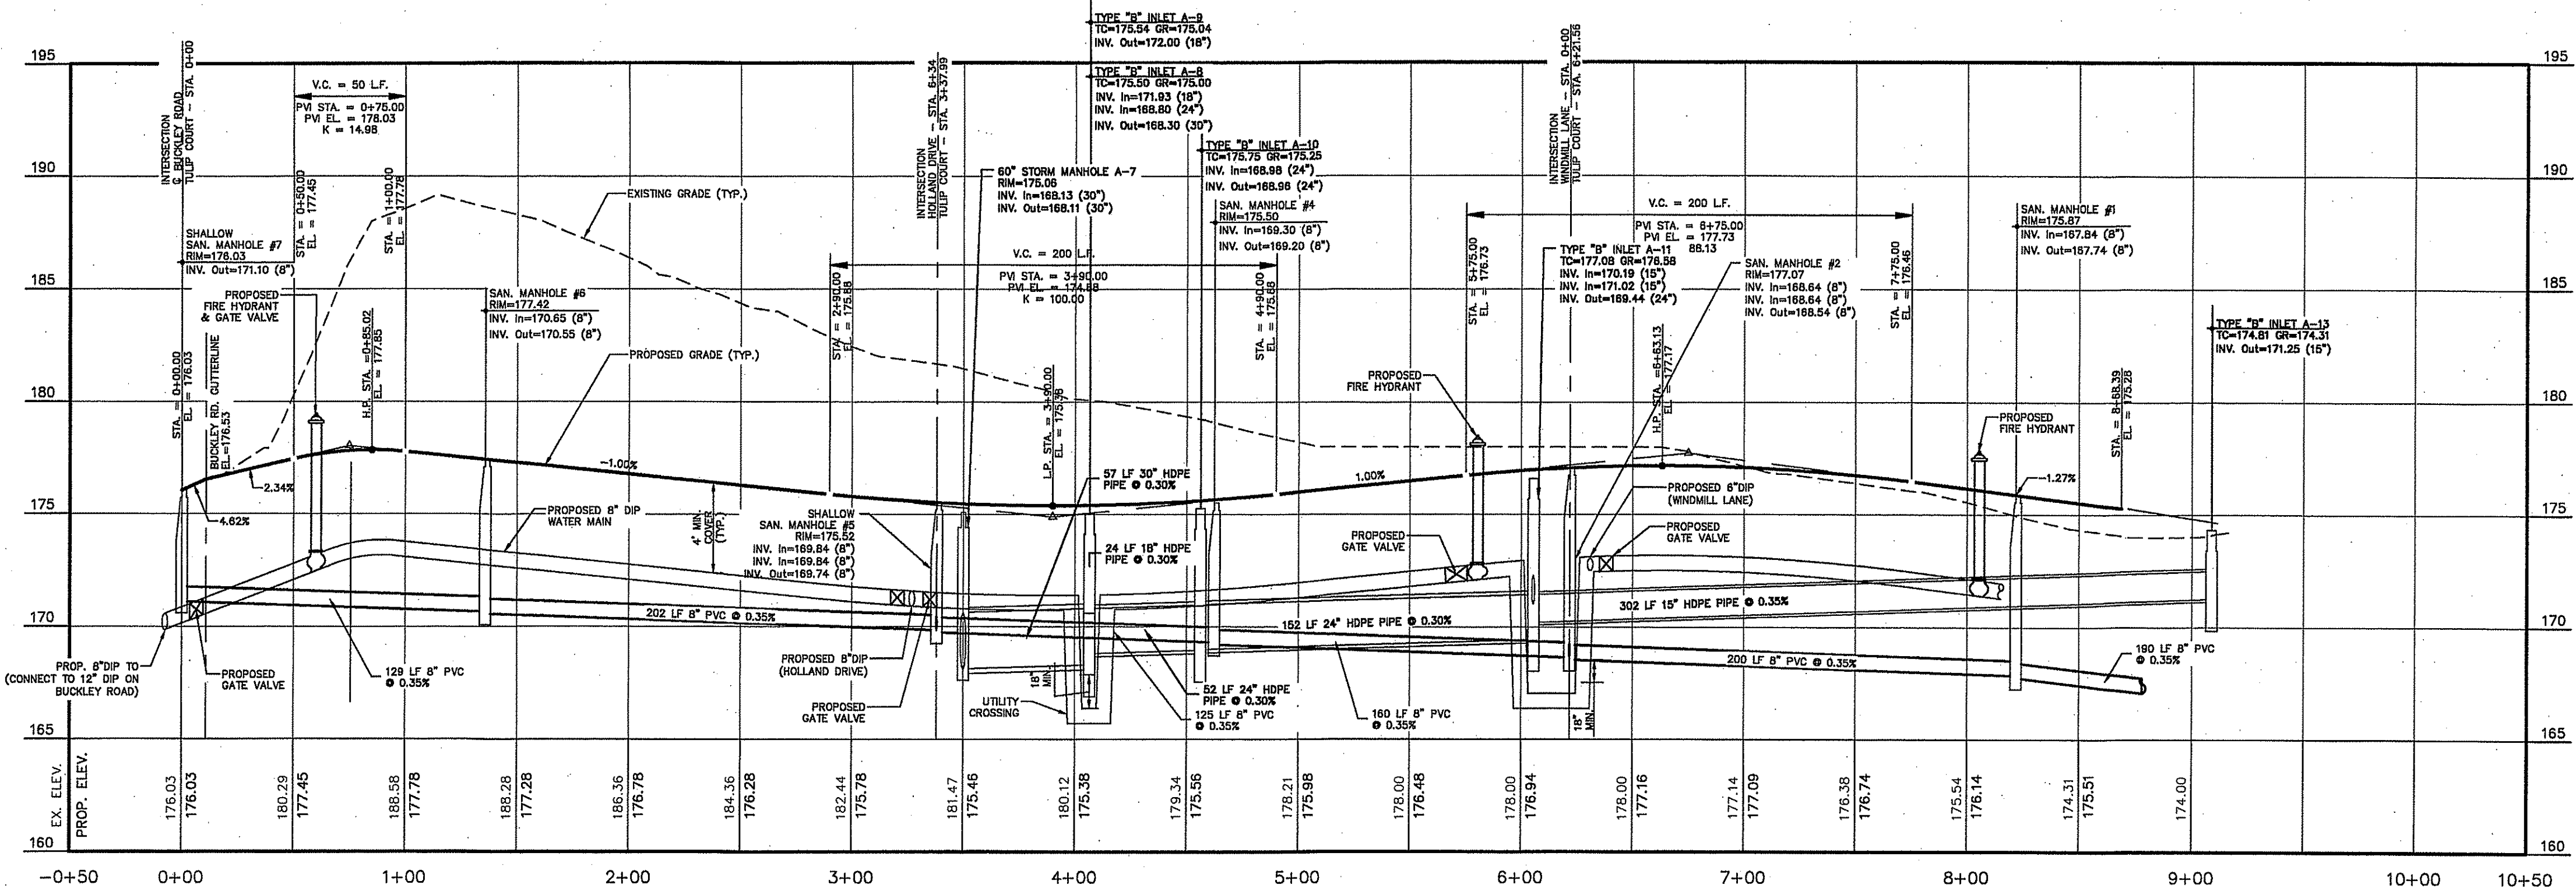 TYPE "B" INLET A-9
TC=175.54 GR=175.04
INV. Out=172.00 (18")
TYPE "B" INLET A-8
TC=175.50 GR=175.00
INV. In=171.93 (18")
INV. In=168.80 (24")
INV. Out=168.30 (30")
TYPE "B" INLET A-10
TC=175.75 GR=175.25
INV. In=168.98 (24")
INV. Out=168.96 (24")
SAN. MANHOLE #4
RIM=175.50
INV. In=169.30 (8")
INV. Out=169.20 (8")
60" STORM MANHOLE A-7
RIM=175.06
INV. In=168.13 (30")
INV. Out=168.11 (30")
195
190
185
180
175
170
165
160
195
190
185
180
175
170
165
160
INTERSECTION
℄ BUCKLEY ROAD
TULIP COURT - STA. 0+00
V.C. = 50 L.F.
PVI STA. = 0+75.00
PVI EL. = 178.03
K = 14.98
STA. = 0+50.00
EL. = 177.45
STA. = 1+00.00
EL. = 177.78
SHALLOW
SAN. MANHOLE #7
RIM=176.03
INV. Out=171.10 (8")
PROPOSED
FIRE HYDRANT
& GATE VALVE
STA. = 0+00.00
EL. = 176.03
BUCKLEY RD. GUTTERLINE
EL.=176.53
H.P. STA. =0+85.02
EL. = 177.85
SAN. MANHOLE #6
RIM=177.42
INV. In=170.65 (8")
INV. Out=170.55 (8")
EXISTING GRADE (TYP.)
PROPOSED GRADE (TYP.)
4.62%
-2.34%
-1.00%
PROPOSED 8" DIP
WATER MAIN
4' MIN.
COVER
(TYP.)
INTERSECTION
HOLLAND DRIVE - STA. 6+34
TULIP COURT - STA. 3+37.99
V.C. = 200 L.F.
PVI STA. = 3+90.00
PVI EL. = 174.88
K = 100.00
STA. = 2+90.00
EL. = 175.88
STA. = 4+90.00
EL. = 175.88
L.P. STA. = 3+90.00
EL. = 175.38
57 LF 30" HDPE
PIPE @ 0.30%
24 LF 18" HDPE
PIPE @ 0.30%
SHALLOW
SAN. MANHOLE #5
RIM=175.52
INV. In=169.84 (8")
INV. In=169.84 (8")
INV. Out=169.74 (8")
202 LF 8" PVC @ 0.35%
152 LF 24" HDPE PIPE @ 0.30%
302 LF 15" HDPE PIPE @ 0.35%
200 LF 8" PVC @ 0.35%
190 LF 8" PVC
@ 0.35%
PROP. 8"DIP TO
(CONNECT TO 12" DIP ON
BUCKLEY ROAD)
PROPOSED
GATE VALVE
129 LF 8" PVC
@ 0.35%
PROPOSED 8"DIP
(HOLLAND DRIVE)
PROPOSED
GATE VALVE
UTILITY
CROSSING
18"
MIN.
52 LF 24" HDPE
PIPE @ 0.30%
125 LF 8" PVC
@ 0.35%
160 LF 8" PVC
@ 0.35%
18"
MIN.
INTERSECTION
WINDMILL LANE - STA. 0+00
TULIP COURT - STA. 6+21.56
V.C. = 200 L.F.
PVI STA. = 6+75.00
PVI EL. = 177.73
88.13
STA. = 5+75.00
EL. = 176.73
STA. = 7+75.00
EL. = 176.46
TYPE "B" INLET A-11
TC=177.08 GR=176.58
INV. In=170.19 (15")
INV. In=171.02 (15")
INV. Out=169.44 (24")
SAN. MANHOLE #2
RIM=177.07
INV. In=168.64 (8")
INV. In=168.64 (8")
INV. Out=168.54 (8")
H.P. STA. =6+63.13
EL. =177.17
SAN. MANHOLE #1
RIM=175.87
INV. In=167.84 (8")
INV. Out=167.74 (8")
TYPE "B" INLET A-13
TC=174.81 GR=174.31
INV. Out=171.25 (15")
PROPOSED
FIRE HYDRANT
PROPOSED
FIRE HYDRANT
STA. = 8+68.39
EL. = 175.28
1.00%
-1.27%
PROPOSED
GATE VALVE
PROPOSED 6"DIP
(WINDMILL LANE)
PROPOSED
GATE VALVE
EX. ELEV.
PROP. ELEV.
176.03
176.03
180.29
177.45
188.58
177.78
188.28
177.28
186.36
176.78
184.36
176.28
182.44
175.78
181.47
175.46
180.12
175.38
179.34
175.56
178.21
175.98
178.00
176.48
178.00
176.94
178.00
177.16
177.14
177.09
176.38
176.74
175.54
176.14
174.31
175.51
174.00
-0+50
0+00
1+00
2+00
3+00
4+00
5+00
6+00
7+00
8+00
9+00
10+00
10+50